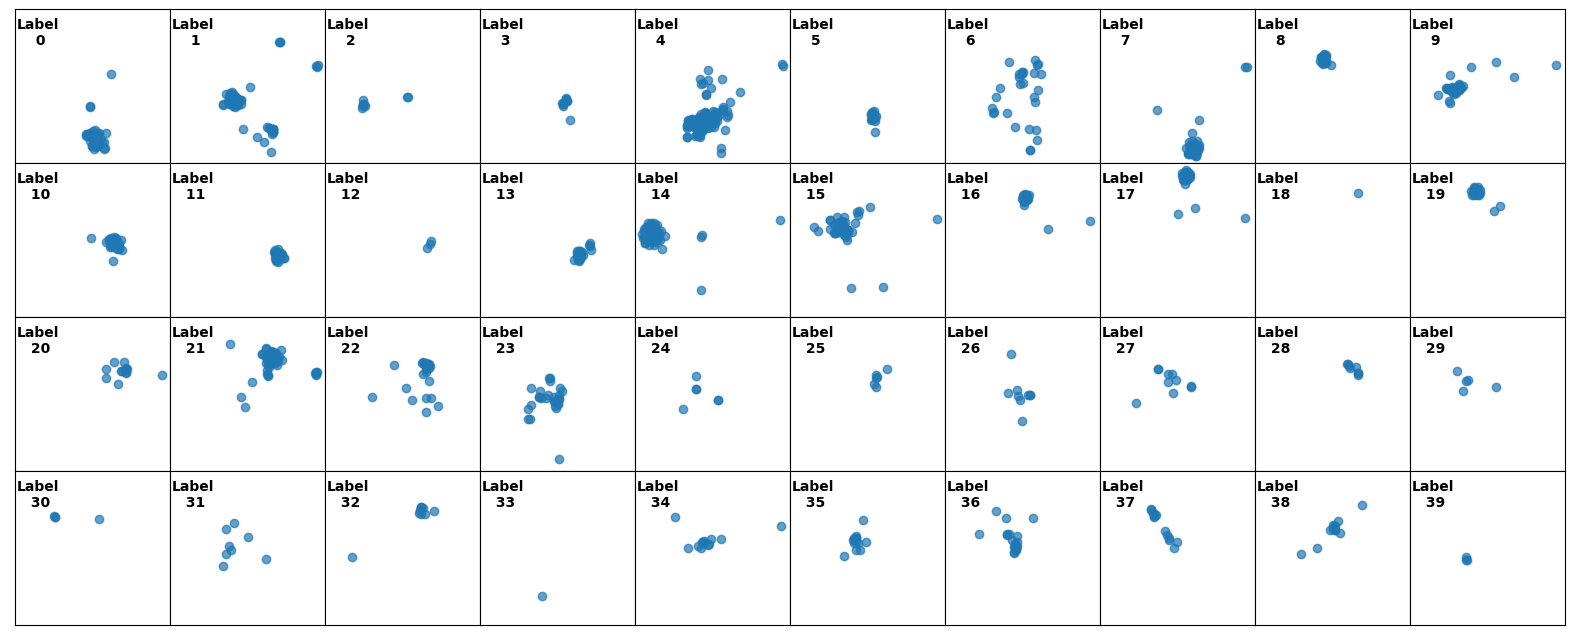 Label 0
Label 1
Label 2
Label 3
Label 4
Label 5
Label 6
Label 7
Label 8
Label 9
Label 10
Label 11
Label 12
Label 13
Label 14
Label 15
Label 16
Label 17
Label 18
Label 19
Label 20
Label 21
Label 22
Label 23
Label 24
Label 25
Label 26
Label 27
Label 28
Label 29
Label 30
Label 31
Label 32
Label 33
Label 34
Label 35
Label 36
Label 37
Label 38
Label 39